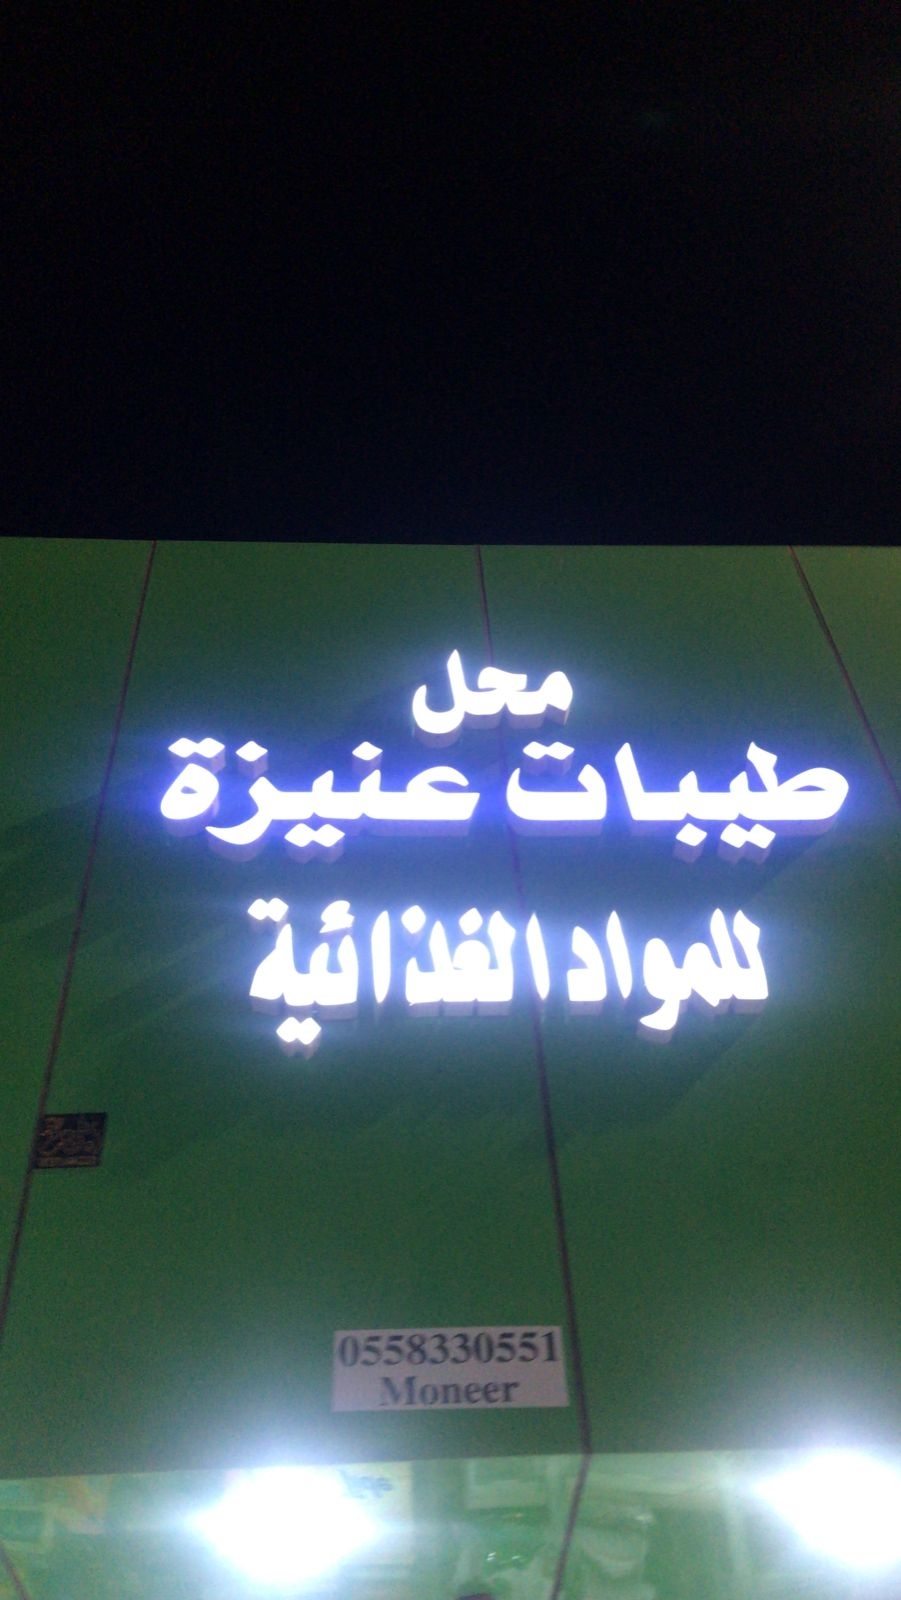 محل
طيبات عنيزة
للمواد الغذائية
0558330551
Moneer